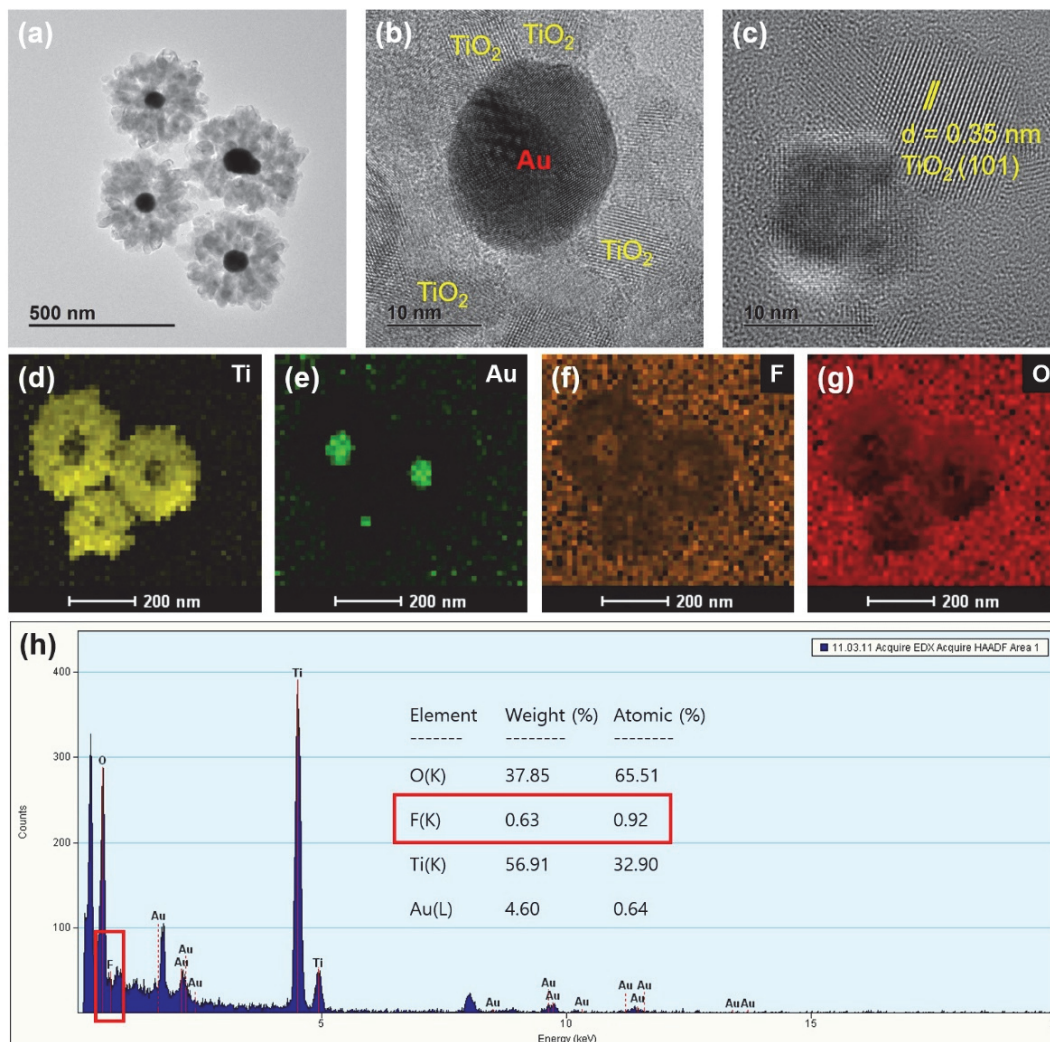 (a)
500 nm
(b)
TiO2 TiO2
Au
TiO2
TiO2
10 nm
(c)
d = 0.35 nm
TiO2 (101)
10 nm
(d) Ti
200 nm
(e) Au
200 nm
(f) F
200 nm
(g) O
200 nm
(h)
11.03.11 Acquire EDX Acquire HAADF Area 1
Counts
400
300
200
100
O
F
Au
Au
Au
Au
Ti
Ti
Au
Au
Au
Au
Au
Au
Au
Au Au
Element Weight (%) Atomic (%)
------- -------- --------
O(K) 37.85 65.51
F(K) 0.63 0.92
Ti(K) 56.91 32.90
Au(L) 4.60 0.64
5 10 15
Energy (keV)